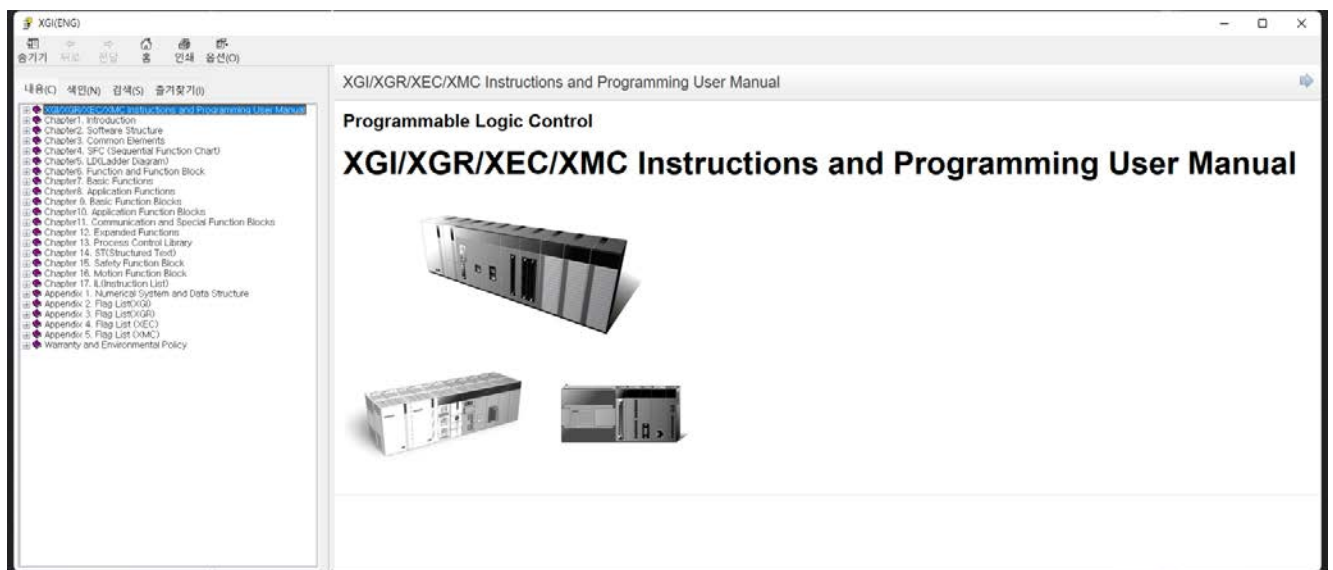 XGI(ENG)
숨기기 뒤로 전달 홈 인쇄 옵션(O)
내용(C) 색인(N) 검색(S) 즐겨찾기(I)
XGI/XGR/XEC/XMC Instructions and Programming User Manual
Chapter1. Introduction
Chapter2. Software Structure
Chapter3. Common Elements
Chapter4. SFC (Sequential Function Chart)
Chapter5. LD(Ladder Diagram)
Chapter6. Function and Function Block
Chapter7. Basic Functions
Chapter8. Application Functions
Chapter 9. Basic Function Blocks
Chapter10. Application Function Blocks
Chapter11. Communication and Special Function Blocks
Chapter 12. Expanded Functions
Chapter 13. Process Control Library
Chapter 14. ST(Structured Text)
Chapter 15. Safety Function Block
Chapter 16. Motion Function Block
Chapter 17. IL(Instruction List)
Appendix 1. Numerical System and Data Structure
Appendix 2. Flag List(XGI)
Appendix 3. Flag List(XGR)
Appendix 4. Flag List (XEC)
Appendix 5. Flag List (XMC)
Warranty and Environmental Policy
XGI/XGR/XEC/XMC Instructions and Programming User Manual
Programmable Logic Control
XGI/XGR/XEC/XMC Instructions and Programming User Manual